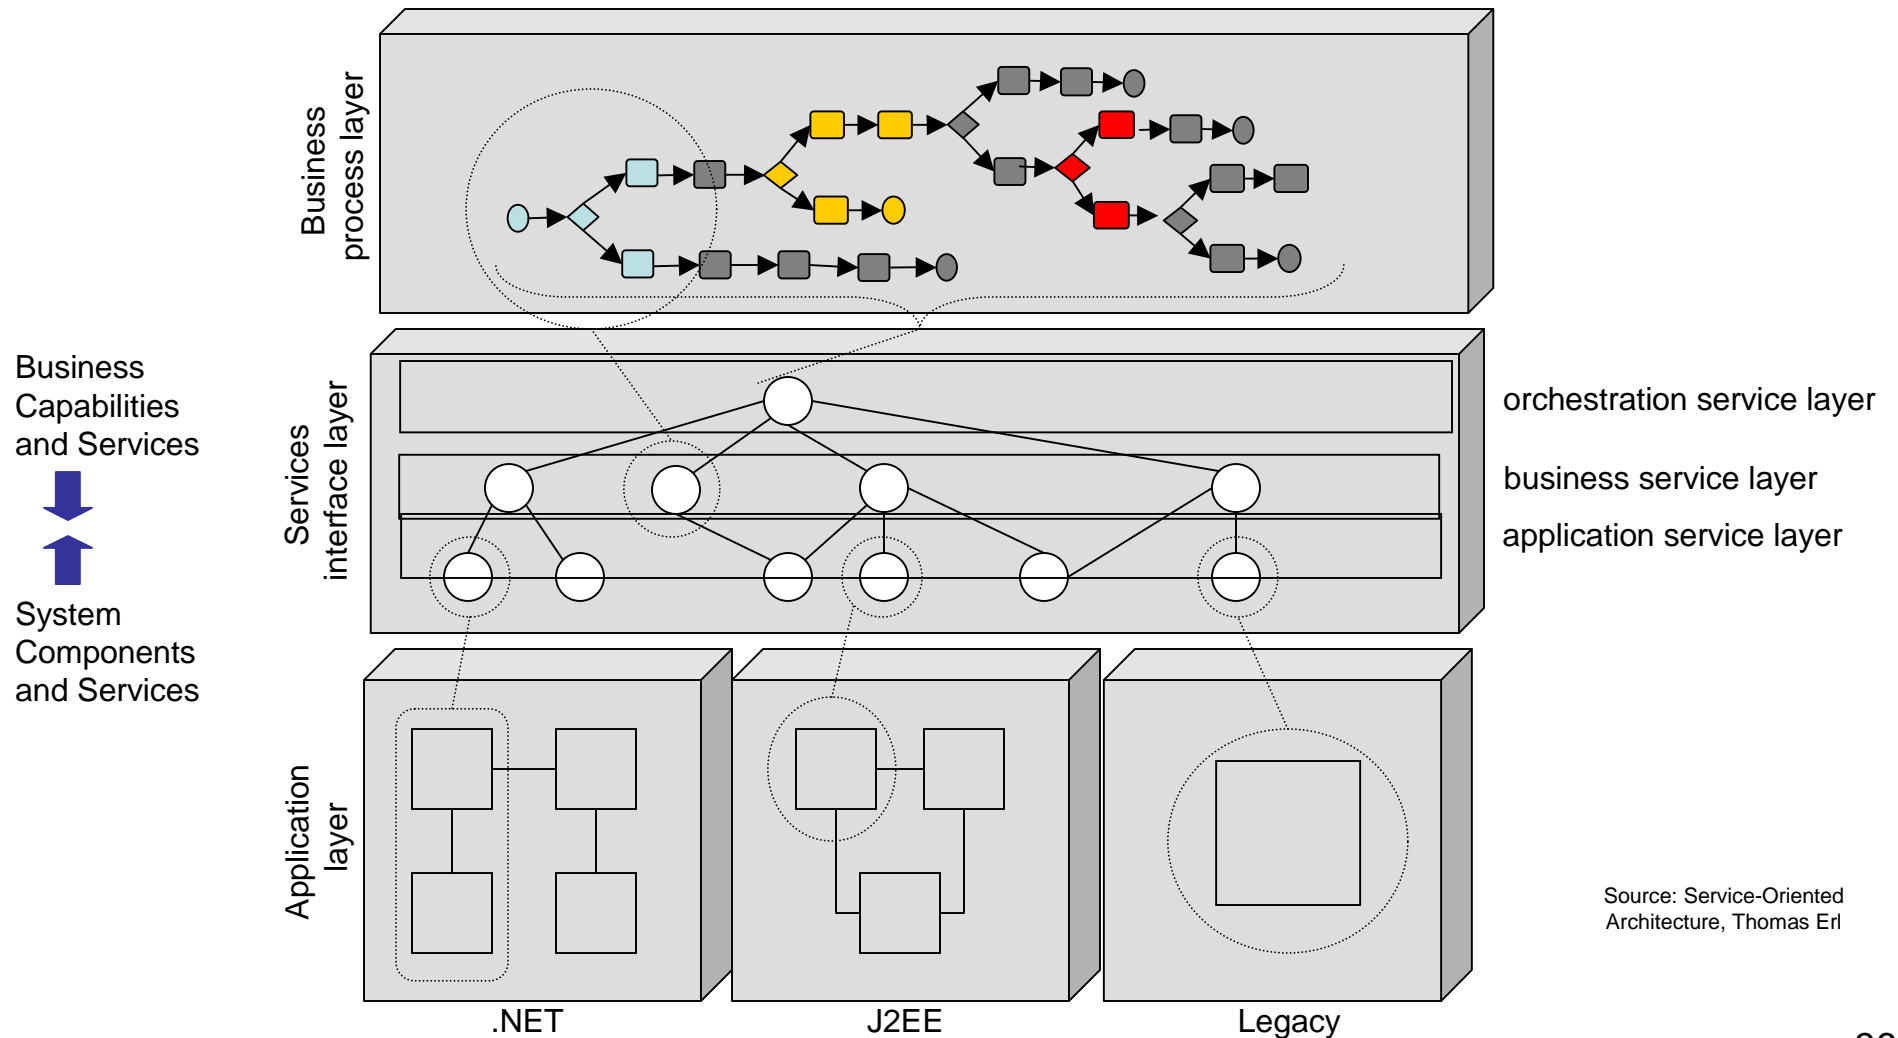 Business
process layer
Business
Capabilities
and Services
System
Components
and Services
Services
interface layer
orchestration service layer
business service layer
application service layer
Application
layer
Source: Service-Oriented
Architecture, Thomas Erl
.NET
J2EE
Legacy